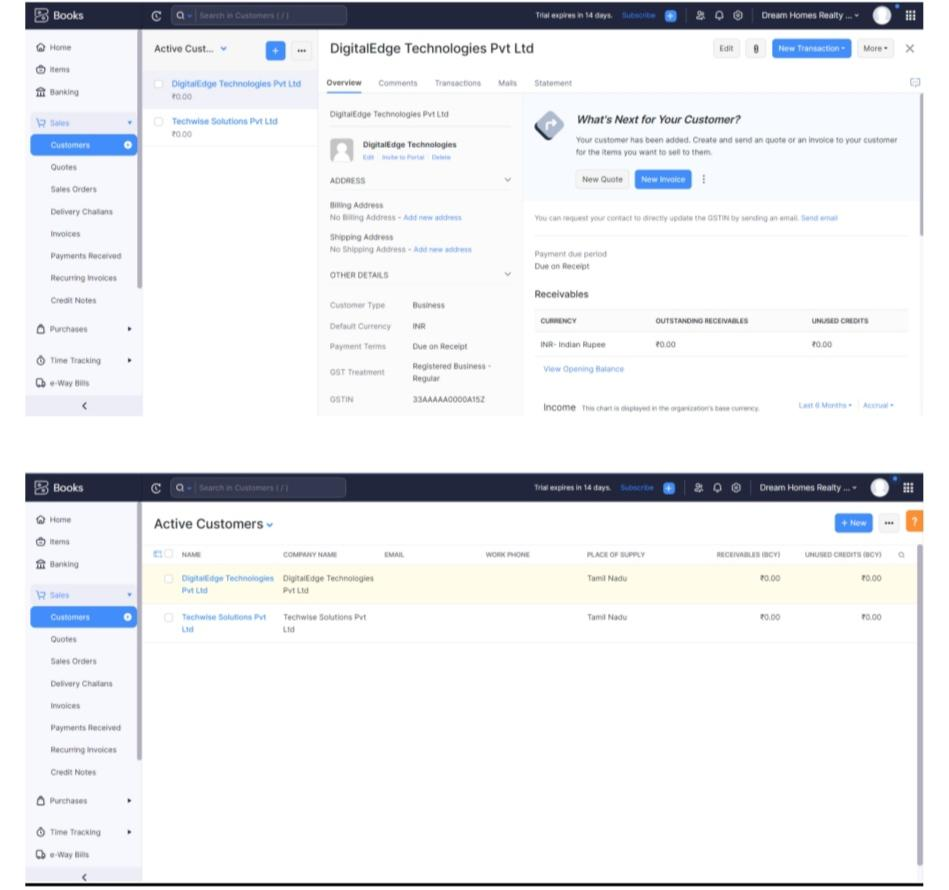 Books
Search in Customers ( / )
Trial expires in 14 days. Subscribe
Dream Homes Realty ...
Home
Items
Banking
Sales
Customers
Quotes
Sales Orders
Delivery Challans
Invoices
Payments Received
Recurring Invoices
Credit Notes
Purchases
Time Tracking
e-Way Bills
Active Cust...
DigitalEdge Technologies Pvt Ltd
₹0.00
Techwise Solutions Pvt Ltd
₹0.00
DigitalEdge Technologies Pvt Ltd
Edit
New Transaction
More
Overview Comments Transactions Mails Statement
DigitalEdge Technologies Pvt Ltd
DigitalEdge Technologies
Edit Invite to Portal Delete
ADDRESS
Billing Address
No Billing Address - Add new address
Shipping Address
No Shipping Address - Add new address
OTHER DETAILS
Customer Type Business
Default Currency INR
Payment Terms Due on Receipt
GST Treatment Registered Business -
Regular
GSTIN 33AAAAA0000A15Z
What's Next for Your Customer?
Your customer has been added. Create and send an quote or an invoice to your customer
for the items you want to sell to them.
New Quote New Invoice
You can request your contact to directly update the GSTIN by sending an email. Send email
Payment due period
Due on Receipt
Receivables
CURRENCY OUTSTANDING RECEIVABLES UNUSED CREDITS
INR- Indian Rupee ₹0.00 ₹0.00
View Opening Balance
Income This chart is displayed in the organization's base currency. Last 6 Months Accrual
Books
Search in Customers ( / )
Trial expires in 14 days. Subscribe
Dream Homes Realty ...
Home
Items
Banking
Sales
Customers
Quotes
Sales Orders
Delivery Challans
Invoices
Payments Received
Recurring Invoices
Credit Notes
Purchases
Time Tracking
e-Way Bills
Active Customers
+ New
?
NAME COMPANY NAME EMAIL WORK PHONE PLACE OF SUPPLY RECEIVABLES (BCY) UNUSED CREDITS (BCY)
DigitalEdge Technologies DigitalEdge Technologies Tamil Nadu ₹0.00 ₹0.00
Pvt Ltd Pvt Ltd
Techwise Solutions Pvt Techwise Solutions Pvt Tamil Nadu ₹0.00 ₹0.00
Ltd Ltd